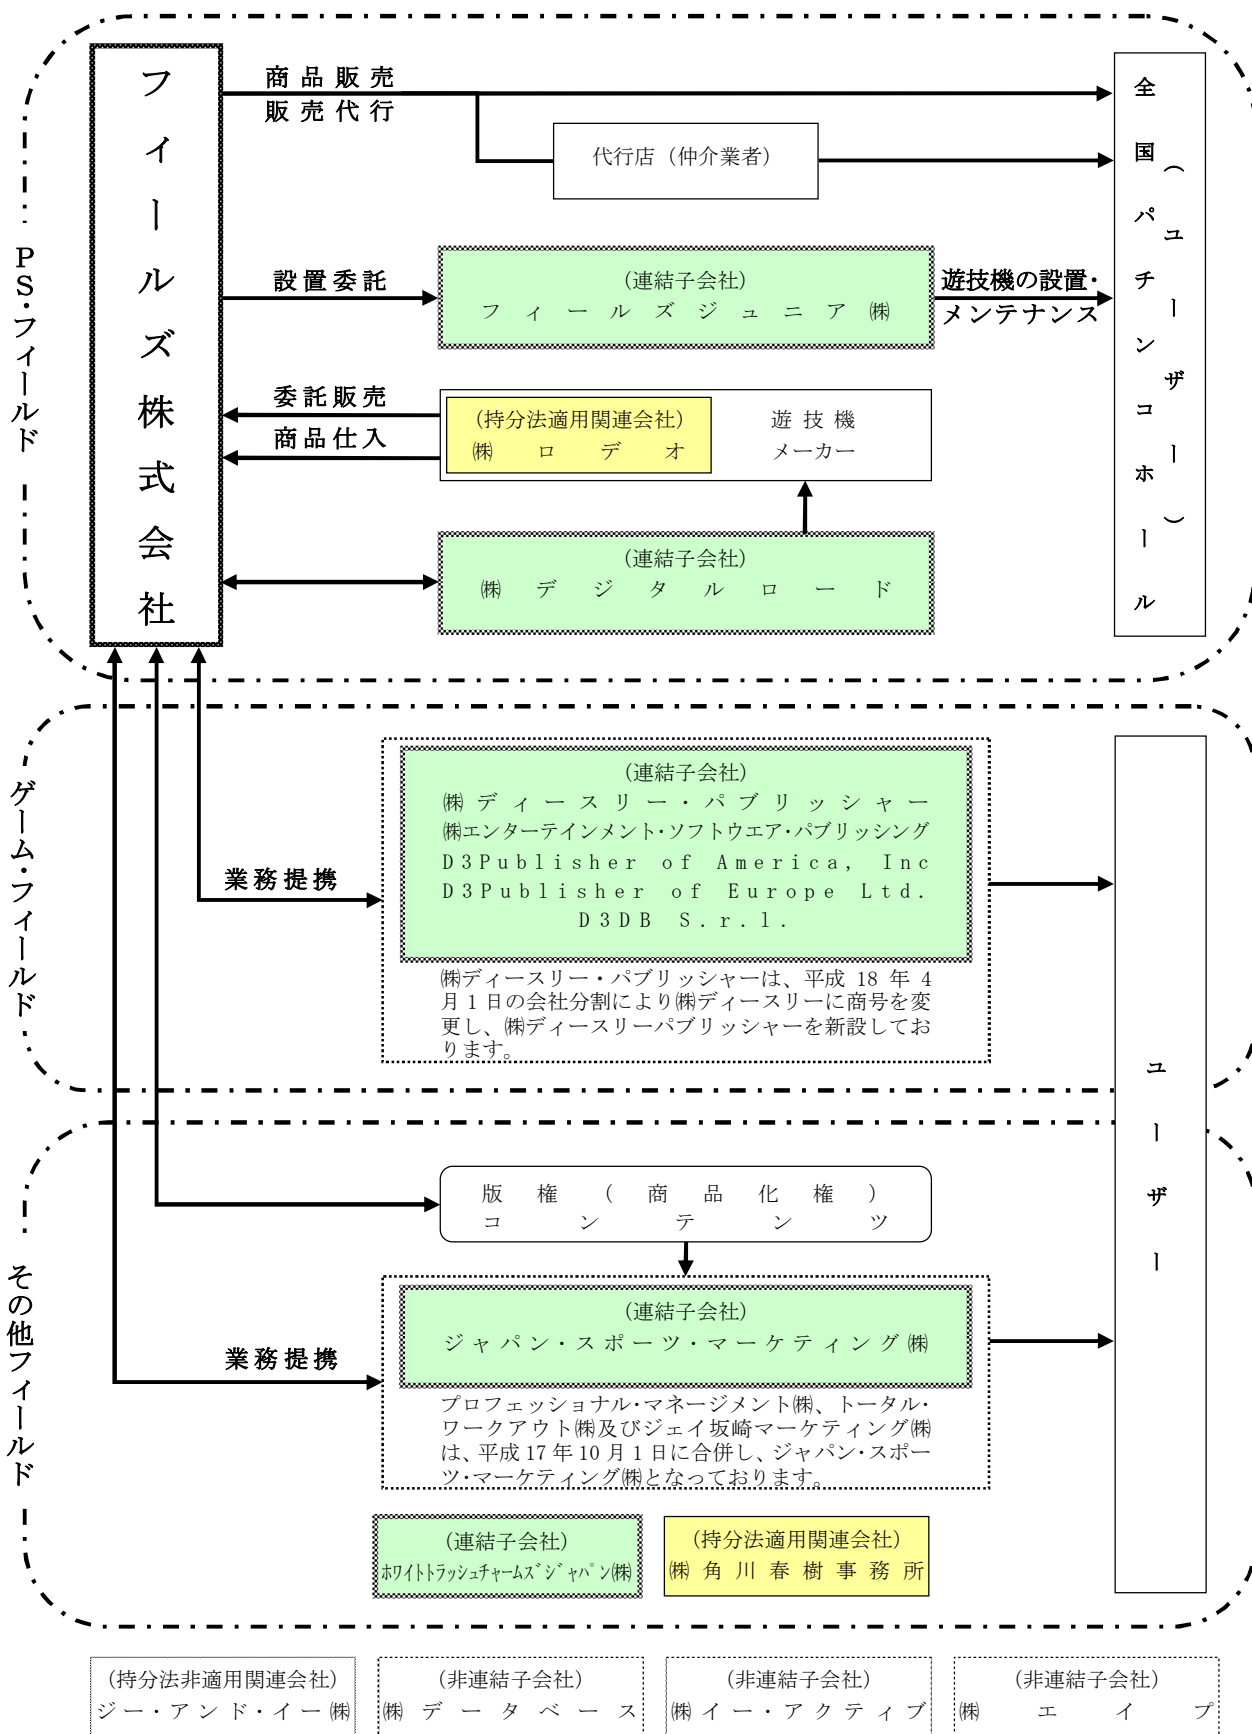 PS・フィールド
フィールズ株式会社
商品販売
販売代行
代行店（仲介業者）
全国パチンコホール
（ユーザー）
設置委託
(連結子会社)
フィールズジュニア㈱
遊技機の設置・
メンテナンス
委託販売
商品仕入
(持分法適用関連会社)
㈱ロデオ
遊技機
メーカー
(連結子会社)
㈱デジタルロード
ゲーム・フィールド
業務提携
(連結子会社)
㈱ディースリー・パブリッシャー
㈱エンターテインメント・ソフトウエア・パブリッシング
D3Publisher of America, Inc
D3Publisher of Europe Ltd.
D3DB S.r.l.
㈱ディースリー・パブリッシャーは、平成 18 年 4
月 1 日の会社分割により㈱ディースリーに商号を変
更し、㈱ディースリーパブリッシャーを新設してお
ります。
ユーザー
その他フィールド
版権（商品化権）
コンテンツ
業務提携
(連結子会社)
ジャパン・スポーツ・マーケティング㈱
プロフェッショナル・マネージメント㈱、トータル・
ワークアウト㈱及びジェイ坂崎マーケティング㈱
は、平成 17 年 10 月 1 日に合併し、ジャパン・スポー
ツ・マーケティング㈱となっております。
(連結子会社)
ホワイトトラッシュチャームズジャパン㈱
(持分法適用関連会社)
㈱角川春樹事務所
(持分法非適用関連会社)
ジー・アンド・イー㈱
(非連結子会社)
㈱データベース
(非連結子会社)
㈱イー・アクティブ
(非連結子会社)
㈱エイプ